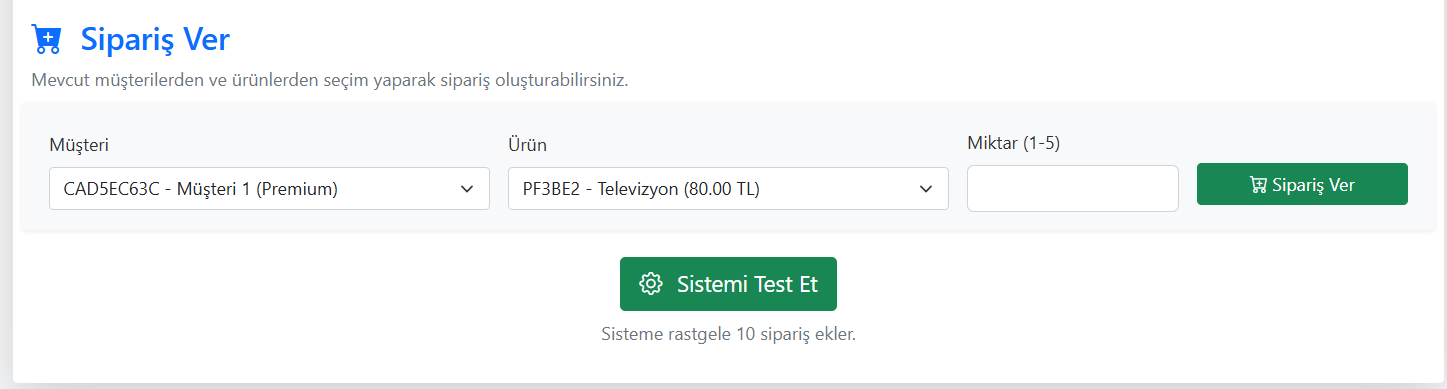 Sipariş Ver
Mevcut müşterilerden ve ürünlerden seçim yaparak sipariş oluşturabilirsiniz.
Müşteri
Ürün
Miktar (1-5)
CAD5EC63C - Müşteri 1 (Premium)
PF3BE2 - Televizyon (80.00 TL)
Sipariş Ver
Sistemi Test Et
Sisteme rastgele 10 sipariş ekler.